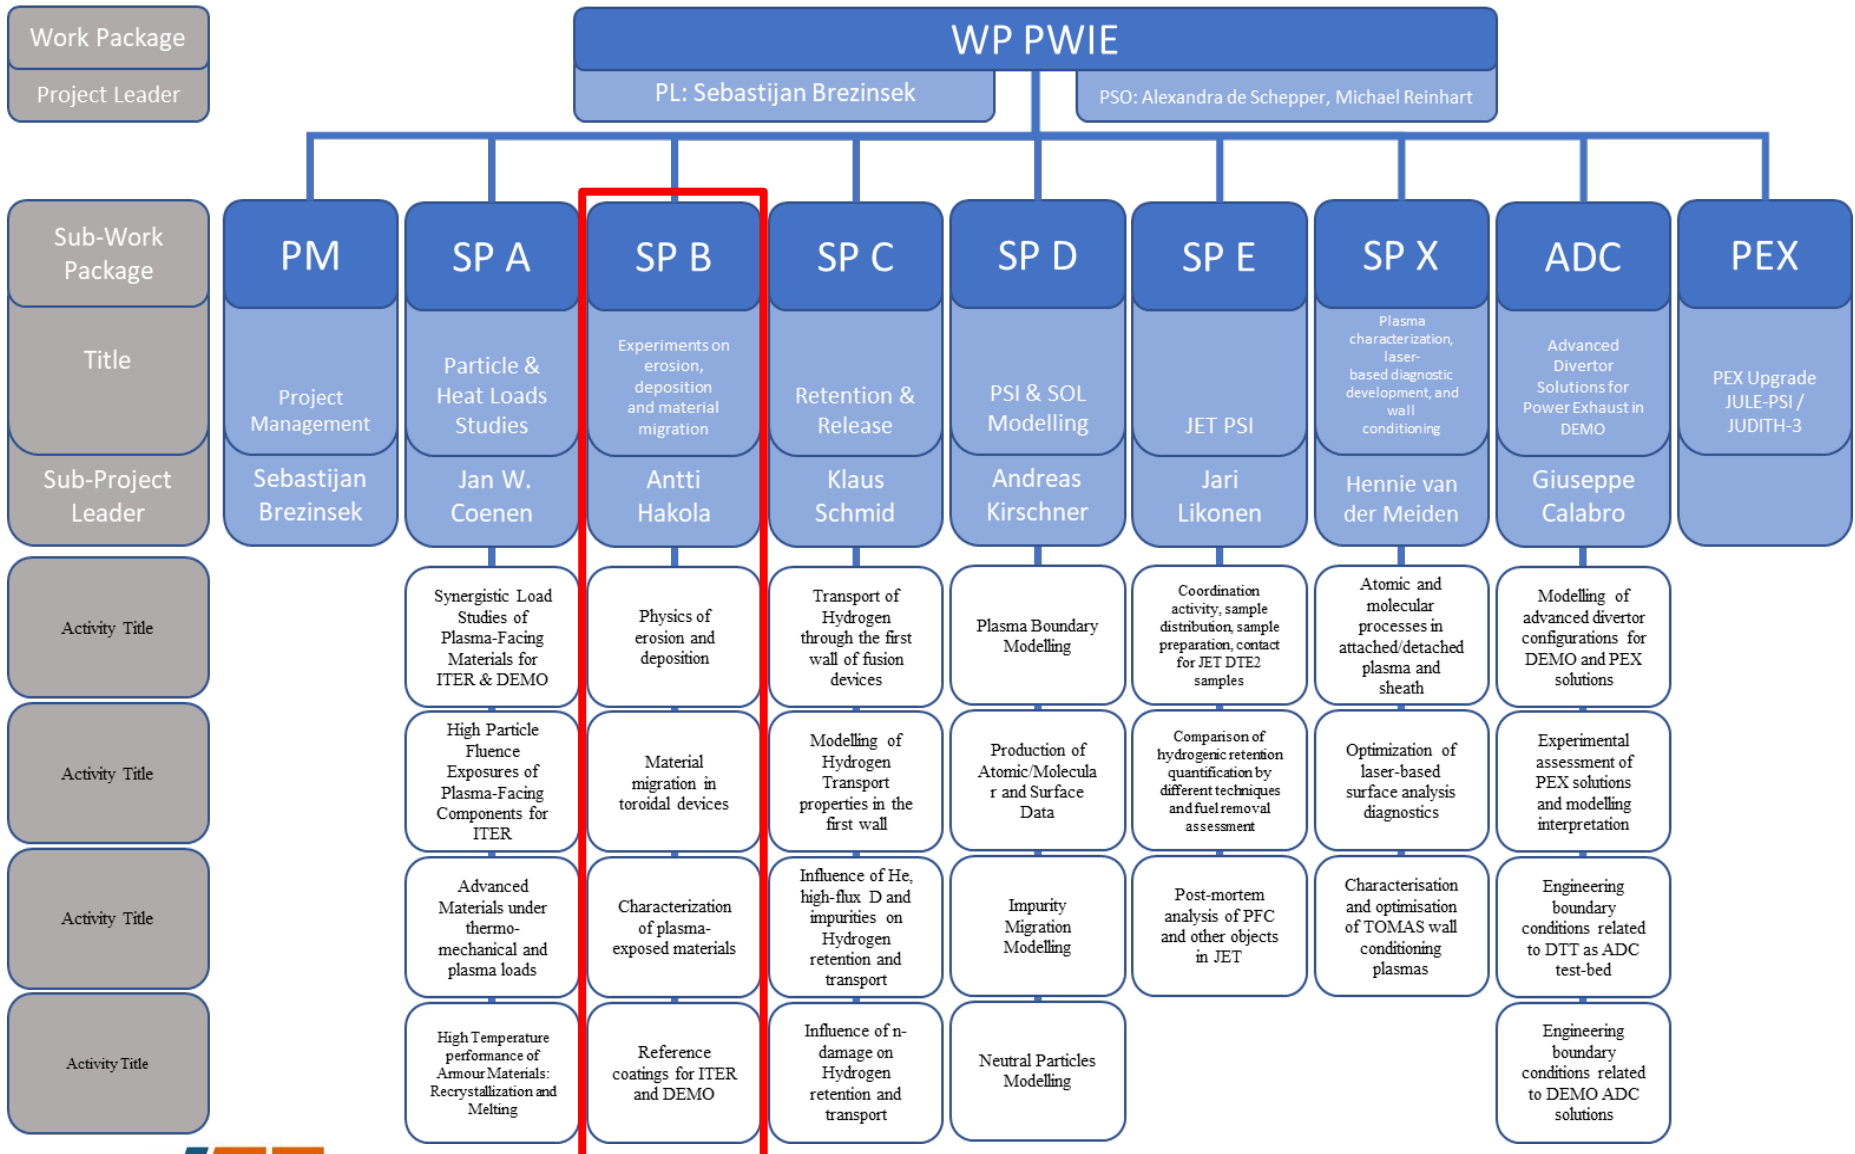 Work Package
Project Leader
WP PWIE
PL: Sebastijan Brezinsek
PSO: Alexandra de Schepper, Michael Reinhart
Sub-Work
Package
Title
Sub-Project
Leader
PM
Project
Management
Sebastijan
Brezinsek
SP A
Particle &
Heat Loads
Studies
Jan W.
Coenen
SP B
Experiments on
erosion,
deposition
and material
migration
Antti
Hakola
SP C
Retention &
Release
Klaus
Schmid
SP D
PSI & SOL
Modelling
Andreas
Kirschner
SP E
JET PSI
Jari
Likonen
SP X
Plasma
characterization,
laser-
based diagnostic
development, and
wall
conditioning
Hennie van
der Meiden
ADC
Advanced
Divertor
Solutions for
Power Exhaust in
DEMO
Giuseppe
Calabro
PEX
PEX Upgrade
JULE-PSI /
JUDITH-3
Activity Title
Synergistic Load
Studies of
Plasma-Facing
Materials for
ITER & DEMO
Physics of
erosion and
deposition
Transport of
Hydrogen
through the first
wall of fusion
devices
Plasma Boundary
Modelling
Coordination
activity, sample
distribution, sample
preparation, contact
for JET DTE2
samples
Atomic and
molecular
processes in
attached/detached
plasma and
sheath
Modelling of
advanced divertor
configurations for
DEMO and PEX
solutions
Activity Title
High Particle
Fluence
Exposures of
Plasma-Facing
Components for
ITER
Material
migration in
toroidal devices
Modelling of
Hydrogen
Transport
properties in the
first wall
Production of
Atomic/Molecula
r and Surface
Data
Comparison of
hydrogenic retention
quantification by
different techniques
and fuel removal
assessment
Optimization of
laser-based
surface analysis
diagnostics
Experimental
assessment of
PEX solutions
and modelling
interpretation
Activity Title
Advanced
Materials under
thermo-
mechanical and
plasma loads
Characterization
of plasma-
exposed materials
Influence of He,
high-flux D and
impurities on
Hydrogen
retention and
transport
Impurity
Migration
Modelling
Post-mortem
analysis of PFC
and other objects
in JET
Characterisation
and optimisation
of TOMAS wall
conditioning
plasmas
Engineering
boundary
conditions related
to DTT as ADC
test-bed
Activity Title
High Temperature
performance of
Armour Materials:
Recrystallization and
Melting
Reference
coatings for ITER
and DEMO
Influence of n-
damage on
Hydrogen
retention and
transport
Neutral Particles
Modelling
Engineering
boundary
conditions related
to DEMO ADC
solutions